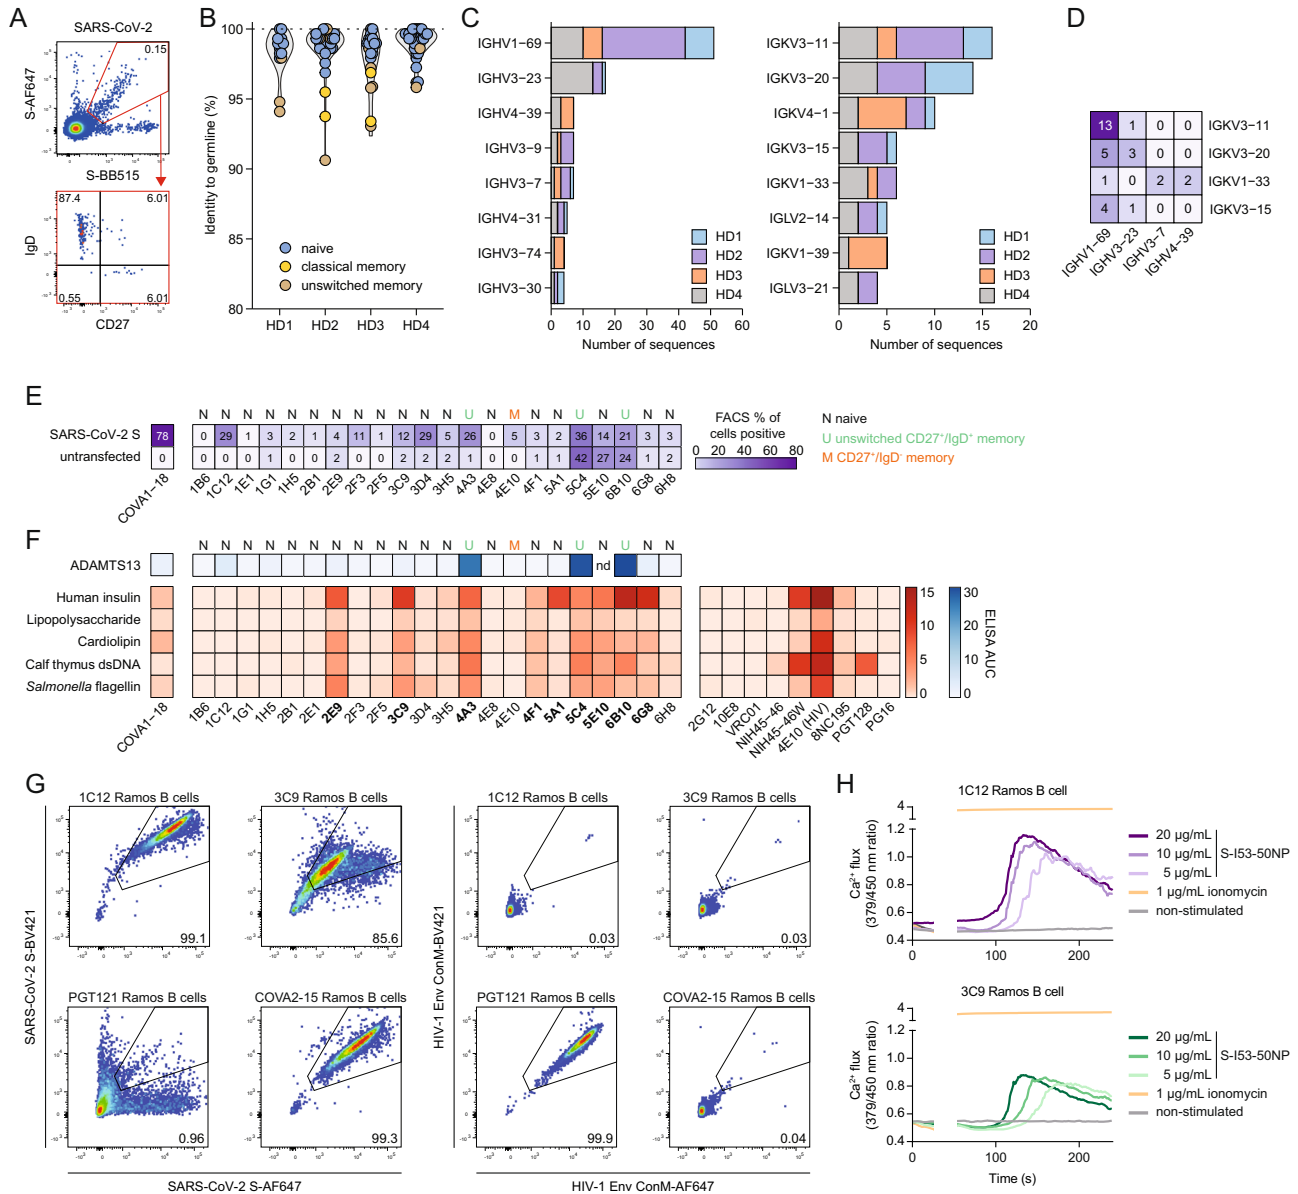 A
SARS-CoV-2
0.15
S-AF647
S-BB515
87.4
6.01
IgD
0.55
6.01
CD27
B
100
95
90
85
80
Identity to germline (%)
naive
classical memory
unswitched memory
HD1 HD2 HD3 HD4
C
IGHV1−69
IGHV3−23
IGHV4−39
IGHV3−9
IGHV3−7
IGHV4−31
IGHV3−74
IGHV3−30
HD1
HD2
HD3
HD4
0 10 20 30 40 50 60
Number of sequences
IGKV3−11
IGKV3−20
IGKV4−1
IGKV3−15
IGKV1−33
IGLV2−14
IGKV1−39
IGLV3−21
HD1
HD2
HD3
HD4
0 5 10 15 20
Number of sequences
D
13 1 0 0 IGKV3−11
5 3 0 0 IGKV3−20
1 0 2 2 IGKV1−33
4 1 0 0 IGKV3−15
IGHV1−69 IGHV3−23 IGHV3−7 IGHV4−39
E
N N N N N N N N N N N N U N M N N U N U N N
SARS-CoV-2 S 78 0 29 1 3 2 1 4 11 1 12 29 5 26 0 5 3 2 36 14 21 3 3
untransfected 0 0 0 0 1 0 0 2 0 0 2 2 4 1 0 0 1 1 42 27 24 1 2
COVA1−18 1B6 1C12 1E1 1G1 1H5 2B1 2E9 2F3 2F5 3C9 3D4 3H5 4A3 4E8 4E10 4F1 5A1 5C4 5E10 6B10 6G8 6H8
FACS % of
cells positive
0 20 40 60 80
N naive
U unswitched CD27⁺/IgD⁺ memory
M CD27⁺/IgD⁻ memory
F
N N N N N N N N N N N N U N M N N U N U N N
ADAMTS13 nd
Human insulin
Lipopolysaccharide
Cardiolipin
Calf thymus dsDNA
Salmonella flagellin
COVA1−18 1B6 1C12 1G1 1H5 2B1 2E1 2E9 2F3 2F5 3C9 3D4 3H5 4A3 4E8 4E10 4F1 5A1 5C4 5E10 6B10 6G8 6H8
2G12 10E8 VRC01 NIH45−46 NIH45−46W 4E10 (HIV) 8NC195 PGT128 PG16
15
10
5
0
30
20
10
0
ELISA AUC
G
1C12 Ramos B cells
99.1
3C9 Ramos B cells
85.6
PGT121 Ramos B cells
0.96
COVA2-15 Ramos B cells
99.3
SARS-CoV-2 S-BV421
SARS-CoV-2 S-AF647
1C12 Ramos B cells
0.03
3C9 Ramos B cells
0.03
PGT121 Ramos B cells
99.9
COVA2-15 Ramos B cells
0.04
HIV-1 Env ConM-BV421
HIV-1 Env ConM-AF647
H
1C12 Ramos B cell
4
1.2
1.0
0.8
0.6
0.4
Ca²⁺ flux
(379/450 nm ratio)
0 100 200
20 µg/mL
10 µg/mL S-I53-50NP
5 µg/mL
1 µg/mL ionomycin
non-stimulated
3C9 Ramos B cell
4
1.2
1.0
0.8
0.6
0.4
Ca²⁺ flux
(379/450 nm ratio)
0 100 200
Time (s)
20 µg/mL
10 µg/mL S-I53-50NP
5 µg/mL
1 µg/mL ionomycin
non-stimulated